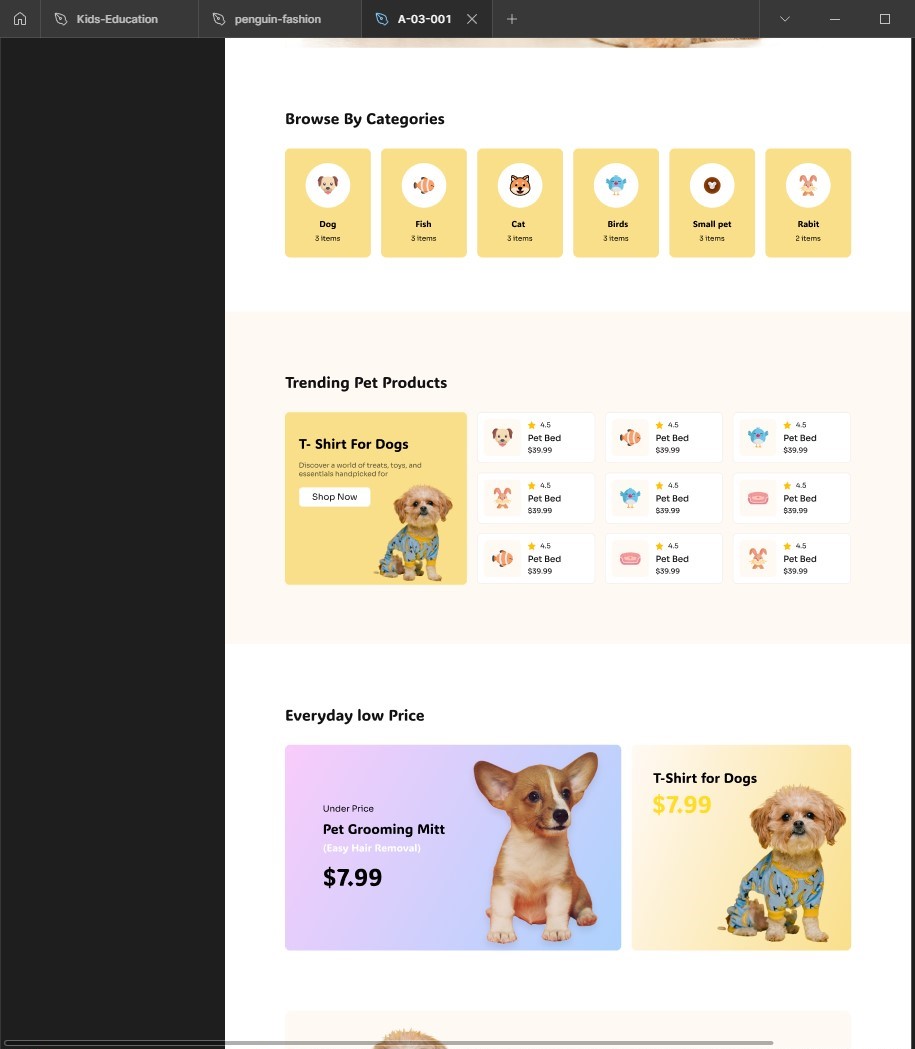 Kids-Education
penguin-fashion
A-03-001
Browse By Categories
Dog
3 items
Fish
3 items
Cat
3 items
Birds
3 items
Small pet
3 items
Rabit
2 items
Trending Pet Products
T- Shirt For Dogs
Discover a world of treats, toys, and
essentials handpicked for
Shop Now
4.5
Pet Bed
$39.99
4.5
Pet Bed
$39.99
4.5
Pet Bed
$39.99
4.5
Pet Bed
$39.99
4.5
Pet Bed
$39.99
4.5
Pet Bed
$39.99
4.5
Pet Bed
$39.99
4.5
Pet Bed
$39.99
4.5
Pet Bed
$39.99
Everyday low Price
Under Price
Pet Grooming Mitt
(Easy Hair Removal)
$7.99
T-Shirt for Dogs
$7.99